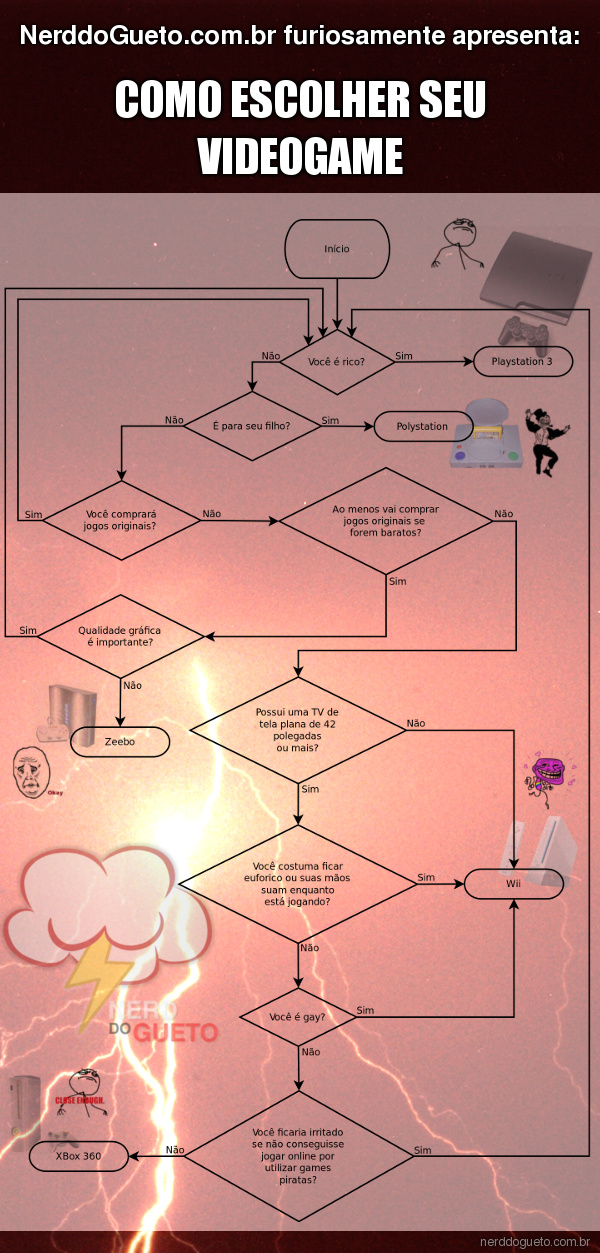 NerddoGueto.com.br furiosamente apresenta:
COMO ESCOLHER SEU
VIDEOGAME
Início
Você é rico?
Não
Sim
Playstation 3
É para seu filho?
Não
Sim
Polystation
Você comprará
jogos originais?
Sim
Não
Ao menos vai comprar
jogos originais se
forem baratos?
Não
Sim
Qualidade gráfica
é importante?
Sim
Não
Zeebo
Okay
Possui uma TV de
tela plana de 42
polegadas
ou mais?
Não
Sim
Você costuma ficar
euforico ou suas mãos
suam enquanto
está jogando?
Sim
Wii
Não
NERD
DO GUETO
Você é gay?
Sim
Não
CLOSE ENOUGH.
Você ficaria irritado
se não conseguisse
jogar online por
utilizar games
piratas?
Não
Sim
XBox 360
nerddogueto.com.br